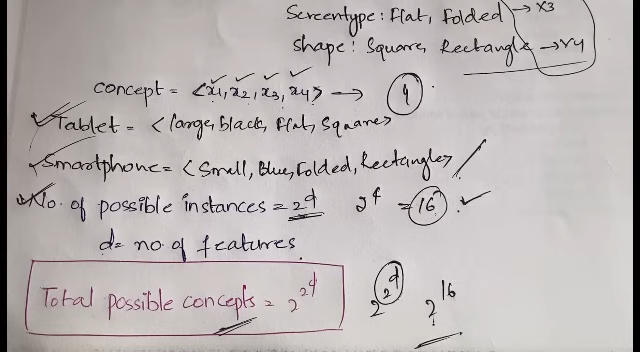 Screentype: Flat, Folded → x3
shape: Square, Rectangle → x4
concept = <x1, x2, x3, x4> → 4
Tablet = <large, Black, Flat, Square>
Smartphone = <Small, Blue, Folded, Rectangle>
No. of possible instances = 2^d 2^4 = 16
d = no. of features.
Total possible concepts = 2^2^d 2^2^d 2^16